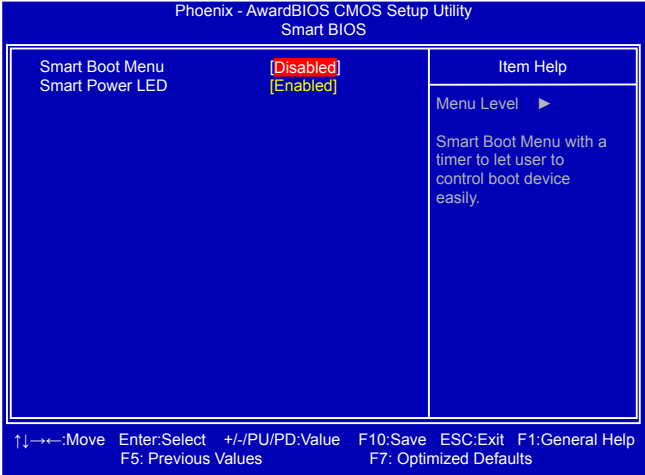 Phoenix - AwardBIOS CMOS Setup Utility
Smart BIOS
Smart Boot Menu [Disabled]
Smart Power LED [Enabled]
Item Help
Menu Level ►
Smart Boot Menu with a
timer to let user to
control boot device
easily.
↑↓→←:Move Enter:Select +/-/PU/PD:Value F10:Save ESC:Exit F1:General Help
F5: Previous Values F7: Optimized Defaults